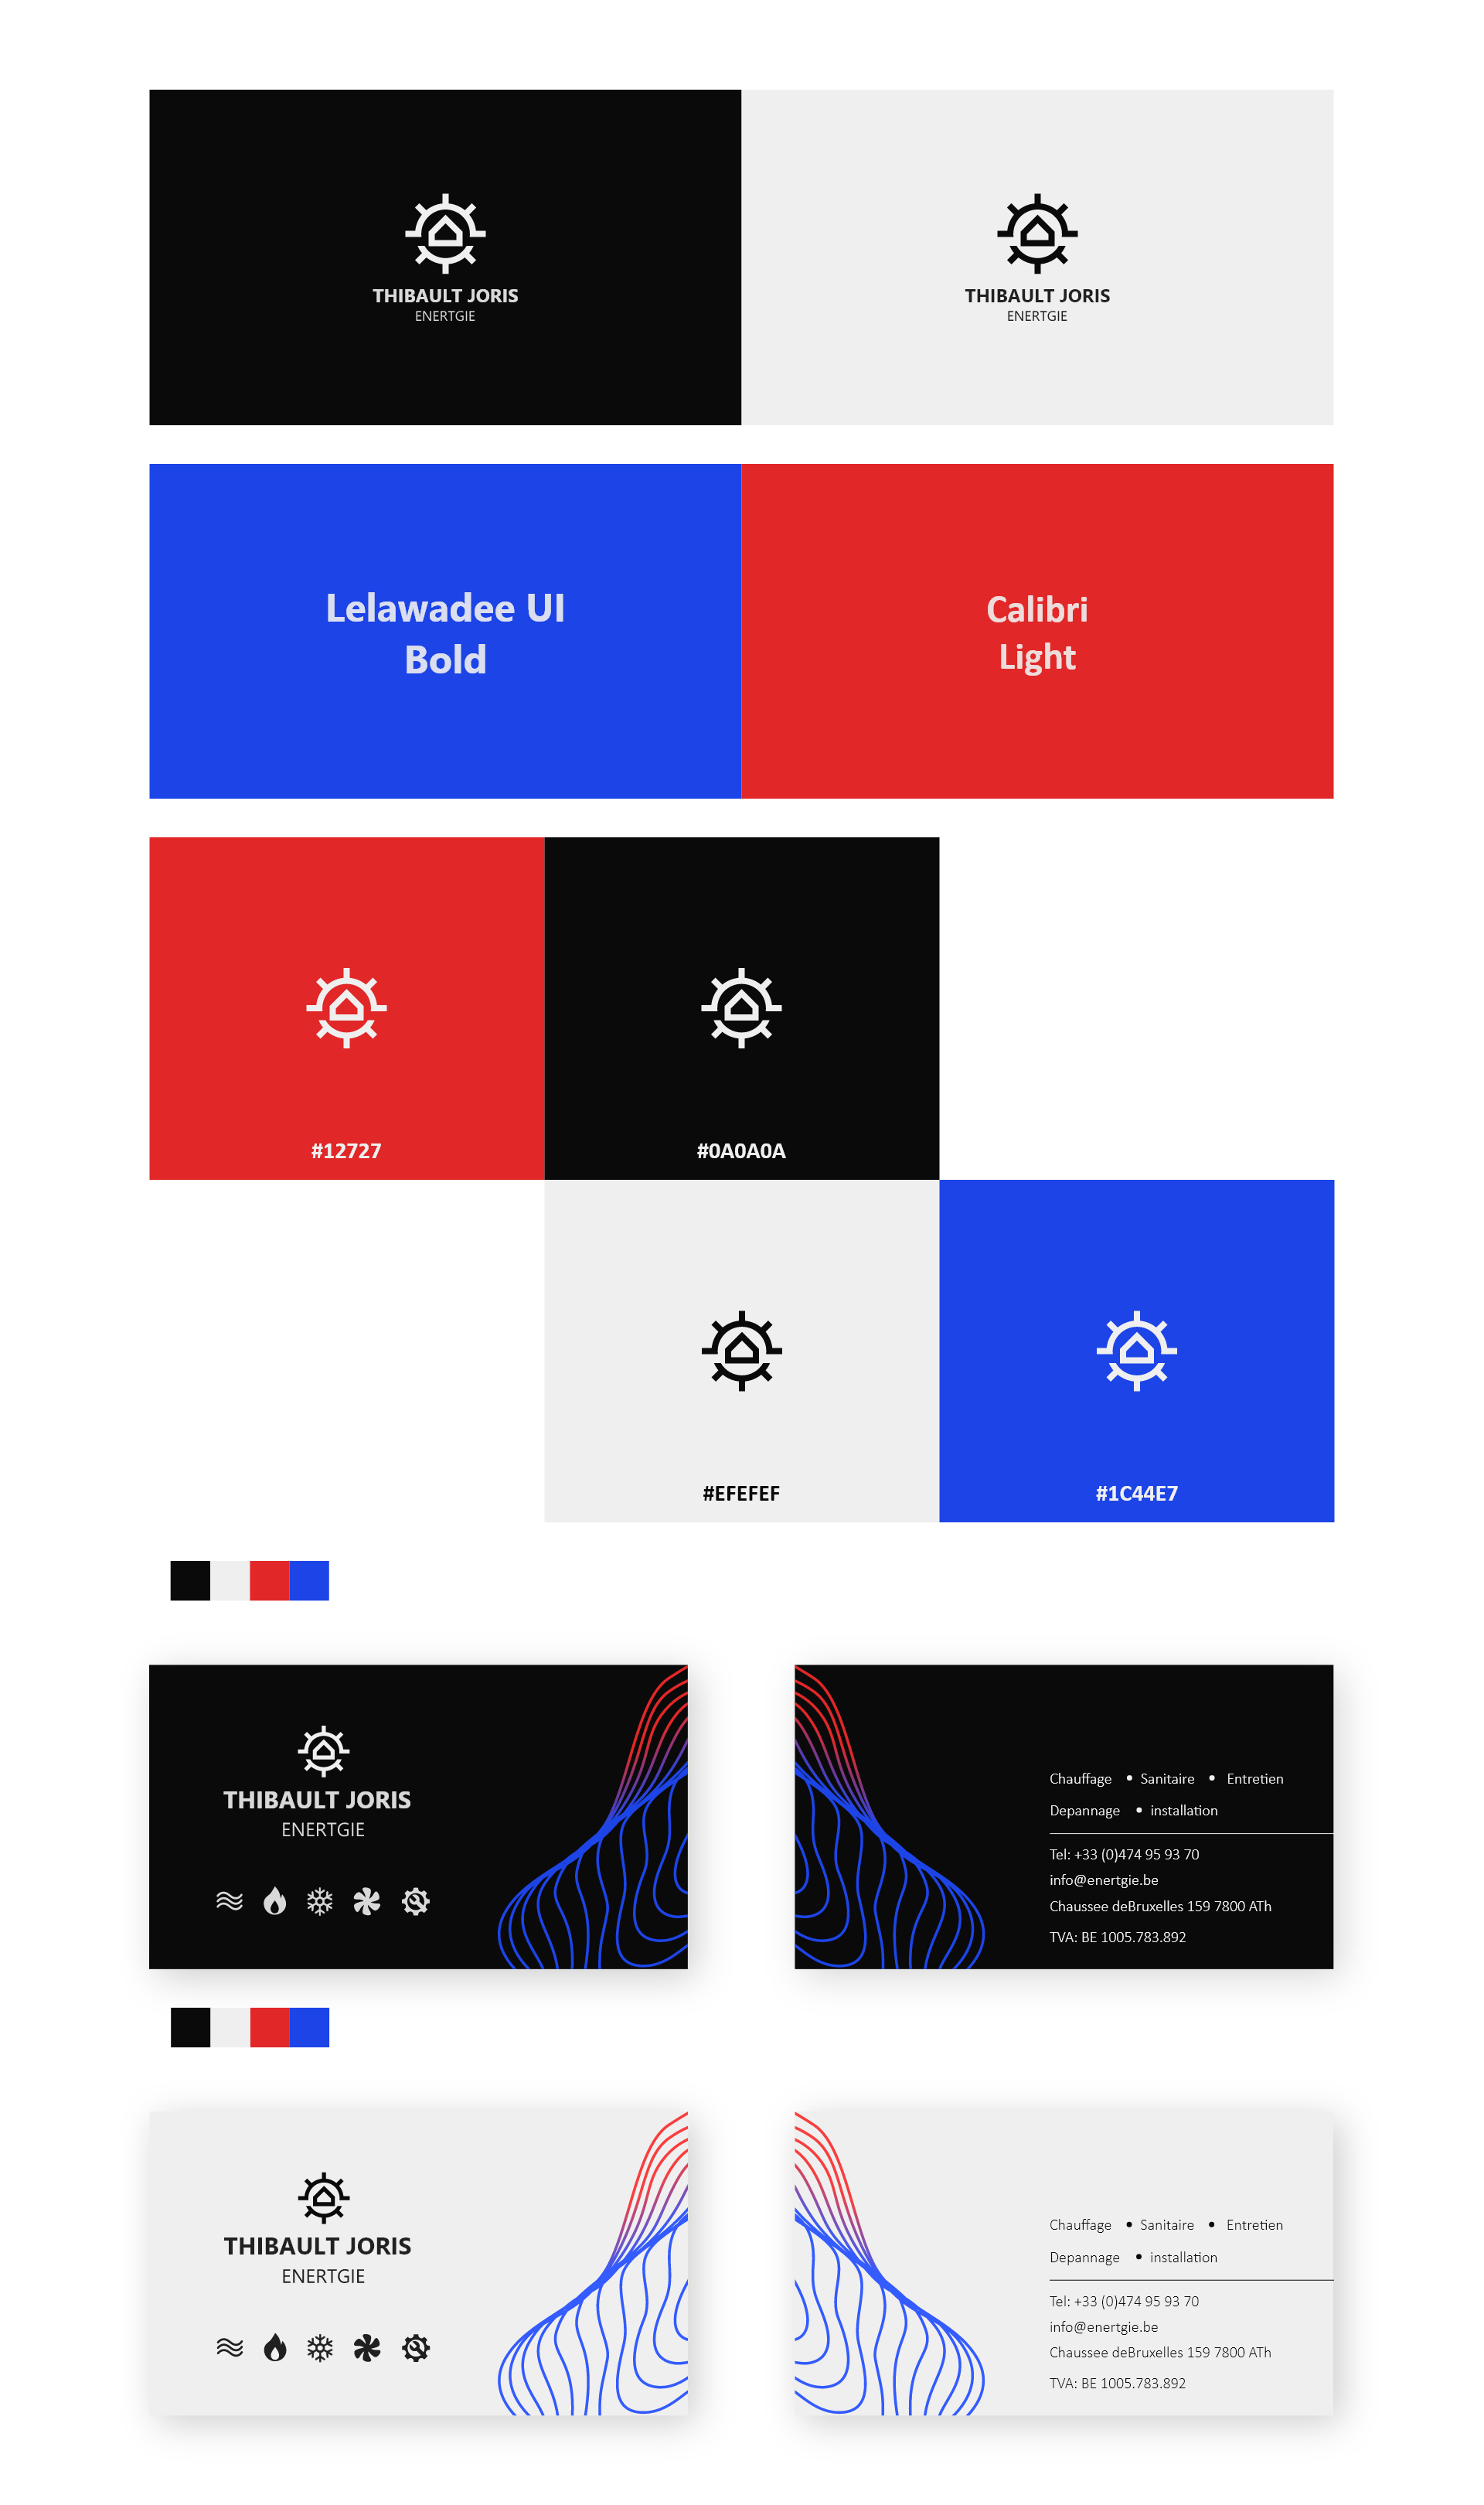 THIBAULT JORIS
ENERTGIE
THIBAULT JORIS
ENERTGIE
Lelawadee UI
Bold
Calibri
Light
#12727
#0A0A0A
#EFEFEF
#1C44E7
THIBAULT JORIS
ENERTGIE
Chauffage • Sanitaire • Entretien
Depannage • installation
Tel: +33 (0)474 95 93 70
info@enertgie.be
Chaussee deBruxelles 159 7800 ATh
TVA: BE 1005.783.892
THIBAULT JORIS
ENERTGIE
Chauffage • Sanitaire • Entretien
Depannage • installation
Tel: +33 (0)474 95 93 70
info@enertgie.be
Chaussee deBruxelles 159 7800 ATh
TVA: BE 1005.783.892